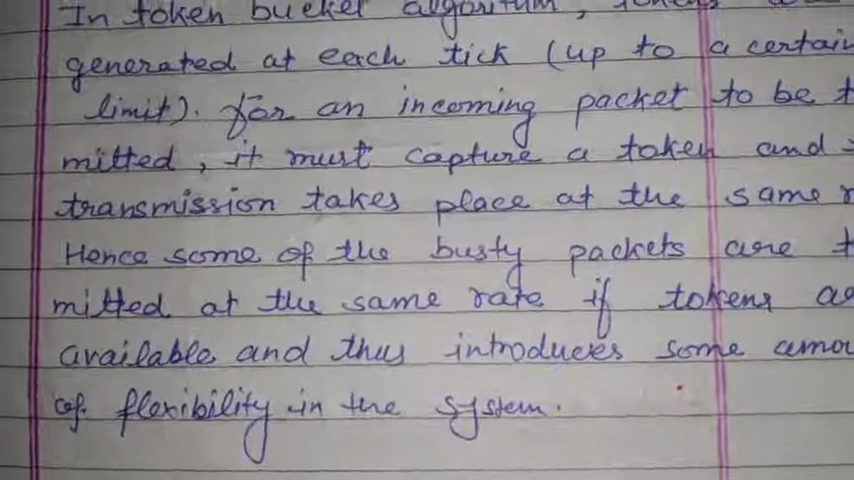 In token bucket algorithm, tokens
generated at each tick (up to a certain
limit). for an incoming packet to be t
mitted, it must capture a token and
transmission takes place at the same r
Hence some of the busty packets are t
mitted at the same rate if tokens a
available and thus introduces some amou
of flexibility in the system.